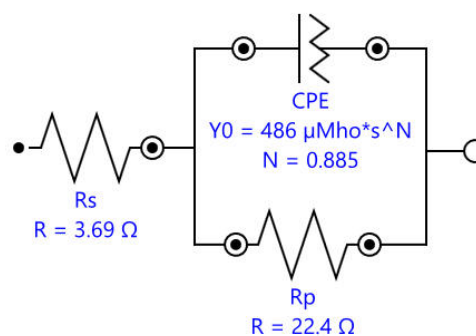 CPE
Y0 = 486 µMho*s^N
N = 0.885
Rs
R = 3.69 Ω
Rp
R = 22.4 Ω